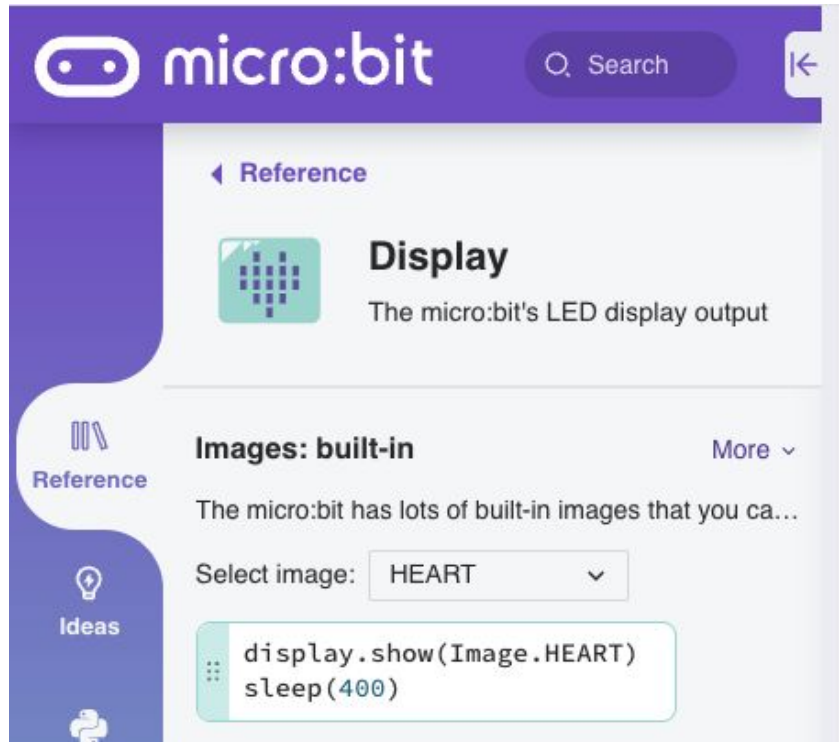 micro:bit
Search
Reference
Display
The micro:bit's LED display output
Reference
Images: built-in
More
The micro:bit has lots of built-in images that you ca…
Select image: HEART
Ideas
display.show(Image.HEART)
sleep(400)